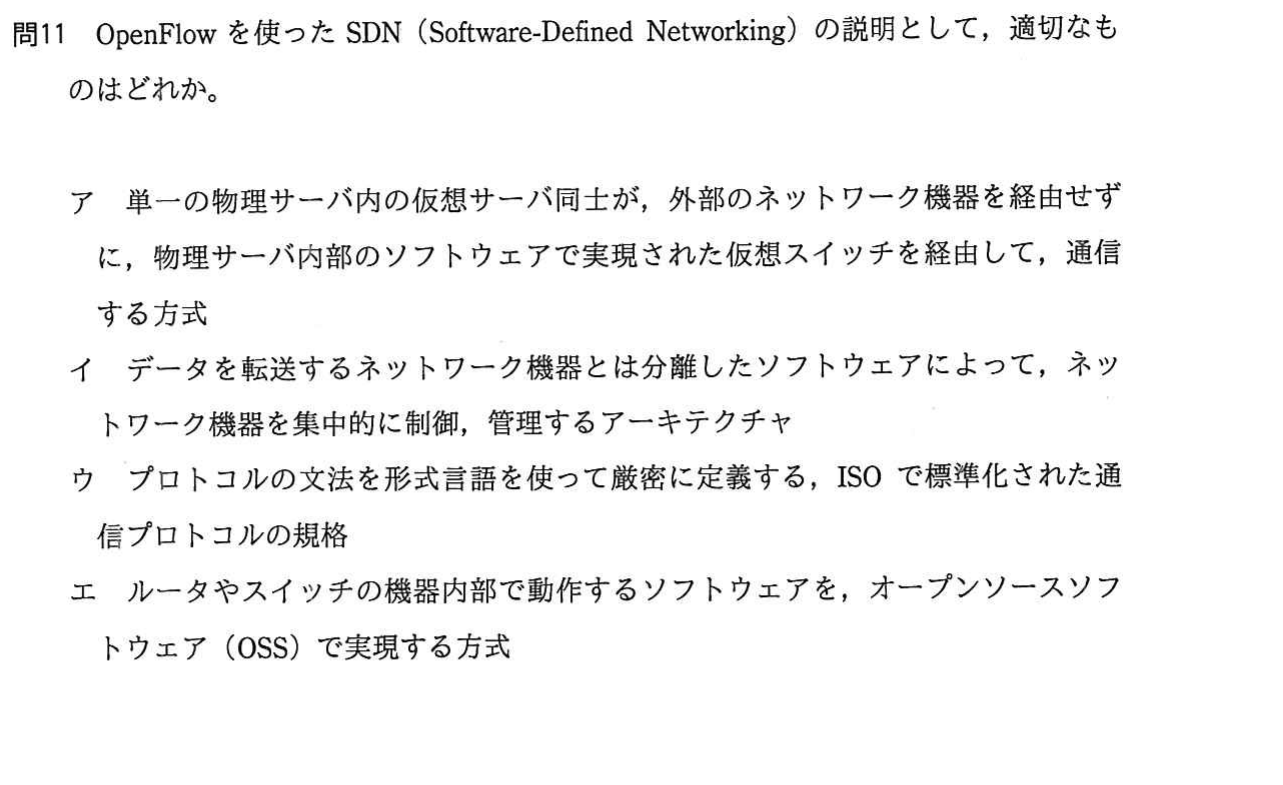 問11 OpenFlow を使った SDN（Software-Defined Networking）の説明として，適切なも
のはどれか。
ア 単一の物理サーバ内の仮想サーバ同士が，外部のネットワーク機器を経由せず
に，物理サーバ内部のソフトウェアで実現された仮想スイッチを経由して，通信
する方式
イ データを転送するネットワーク機器とは分離したソフトウェアによって，ネッ
トワーク機器を集中的に制御，管理するアーキテクチャ
ウ プロトコルの文法を形式言語を使って厳密に定義する，ISO で標準化された通
信プロトコルの規格
エ ルータやスイッチの機器内部で動作するソフトウェアを，オープンソースソフ
トウェア（OSS）で実現する方式